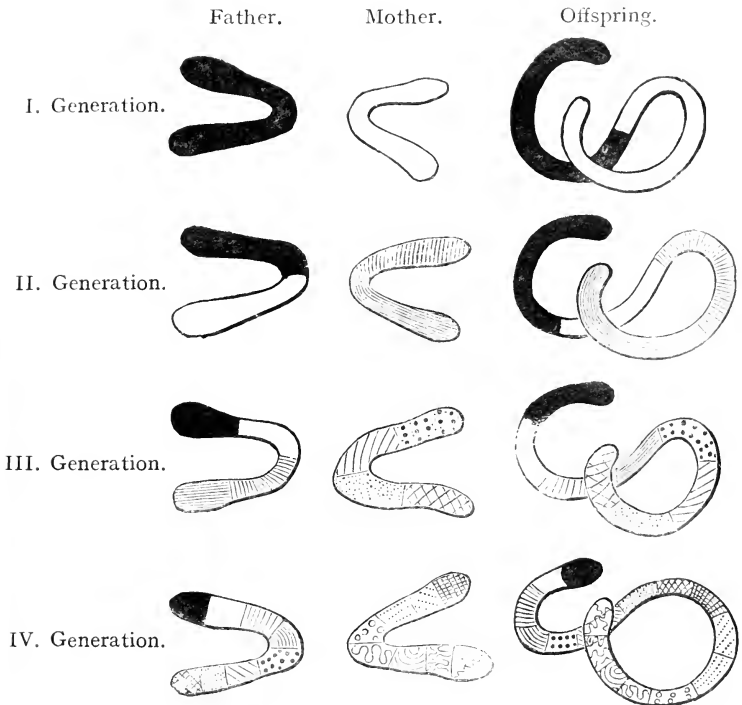 Father. Mother. Offspring.
I. Generation.
II. Generation.
III. Generation.
IV. Generation.